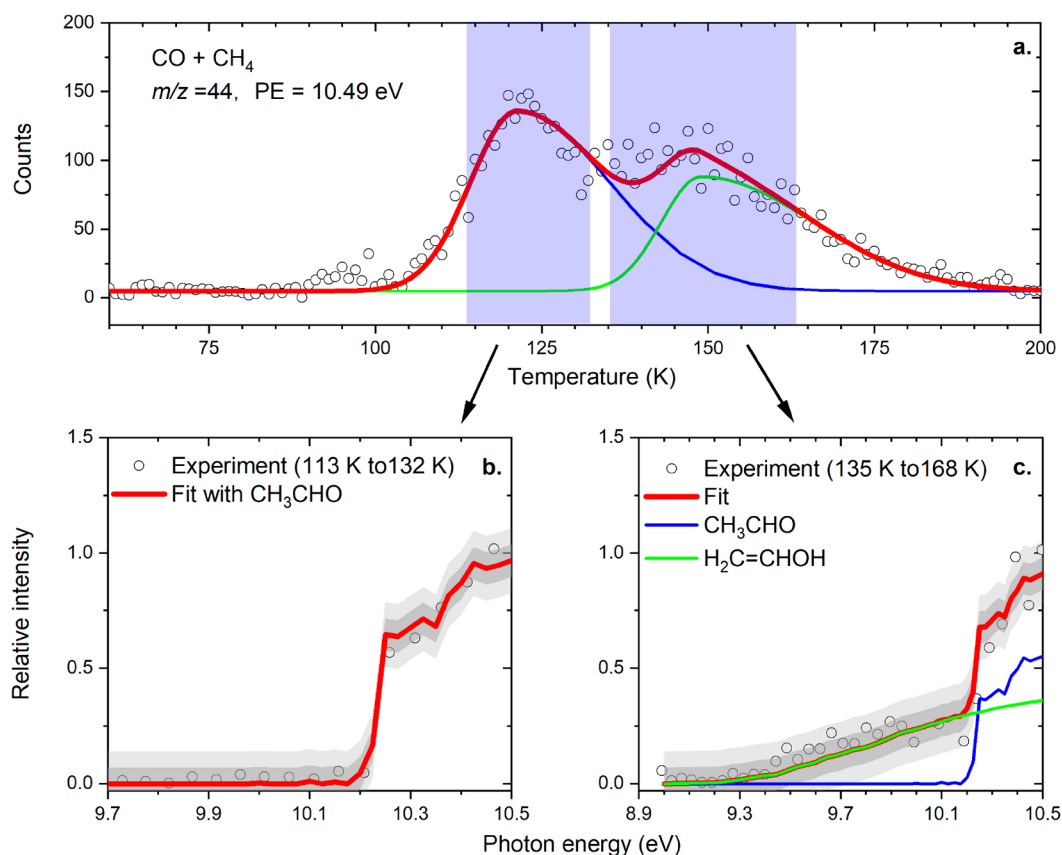 200
150
100
50
0
Counts
CO + CH₄
m/z =44, PE = 10.49 eV
a.
75 100 125 150 175 200
Temperature (K)
1.5
1.0
0.5
0.0
Relative intensity
Experiment (113 K to132 K)
b.
Fit with CH₃CHO
9.7 9.9 10.1 10.3 10.5
1.5
1.0
0.5
0.0
Experiment (135 K to168 K)
c.
Fit
CH₃CHO
H₂C=CHOH
8.9 9.3 9.7 10.1 10.5
Photon energy (eV)